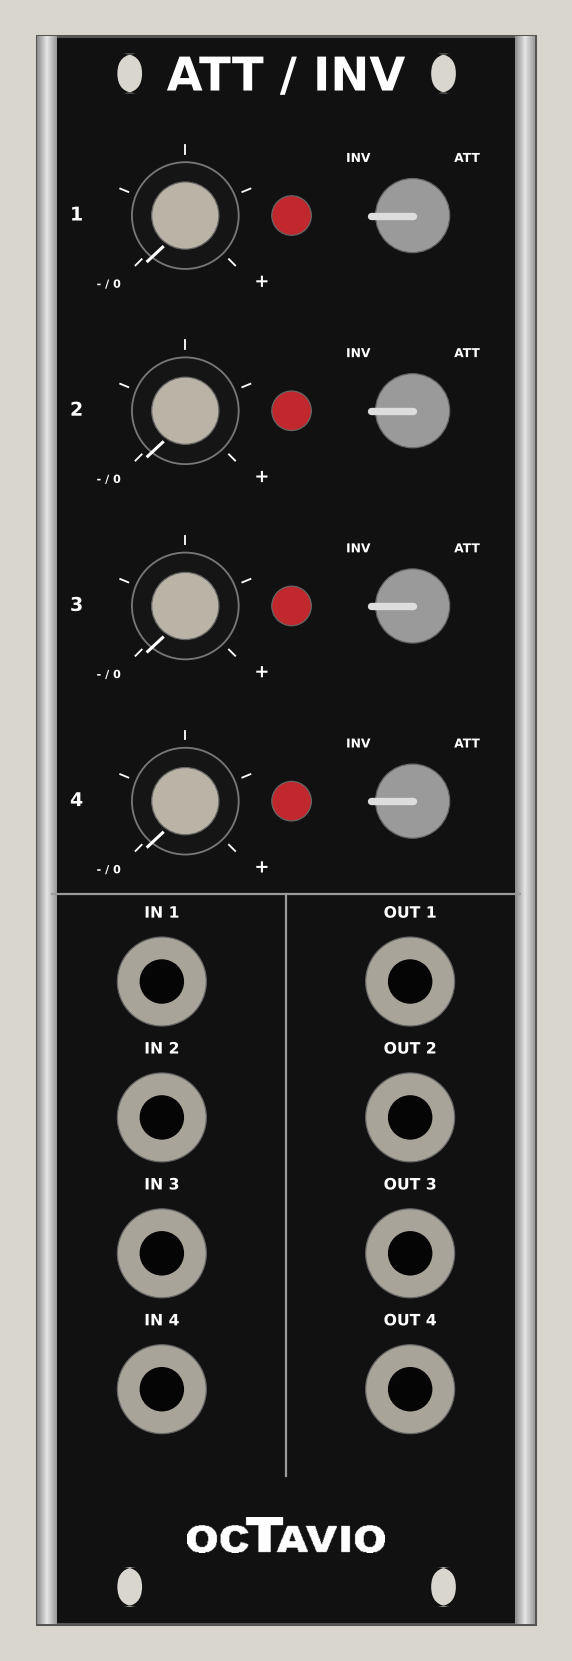 ATT / INV
INV ATT
1
- / 0 +
INV ATT
2
- / 0 +
INV ATT
3
- / 0 +
INV ATT
4
- / 0 +
IN 1 OUT 1
IN 2 OUT 2
IN 3 OUT 3
IN 4 OUT 4
OCTAVIO